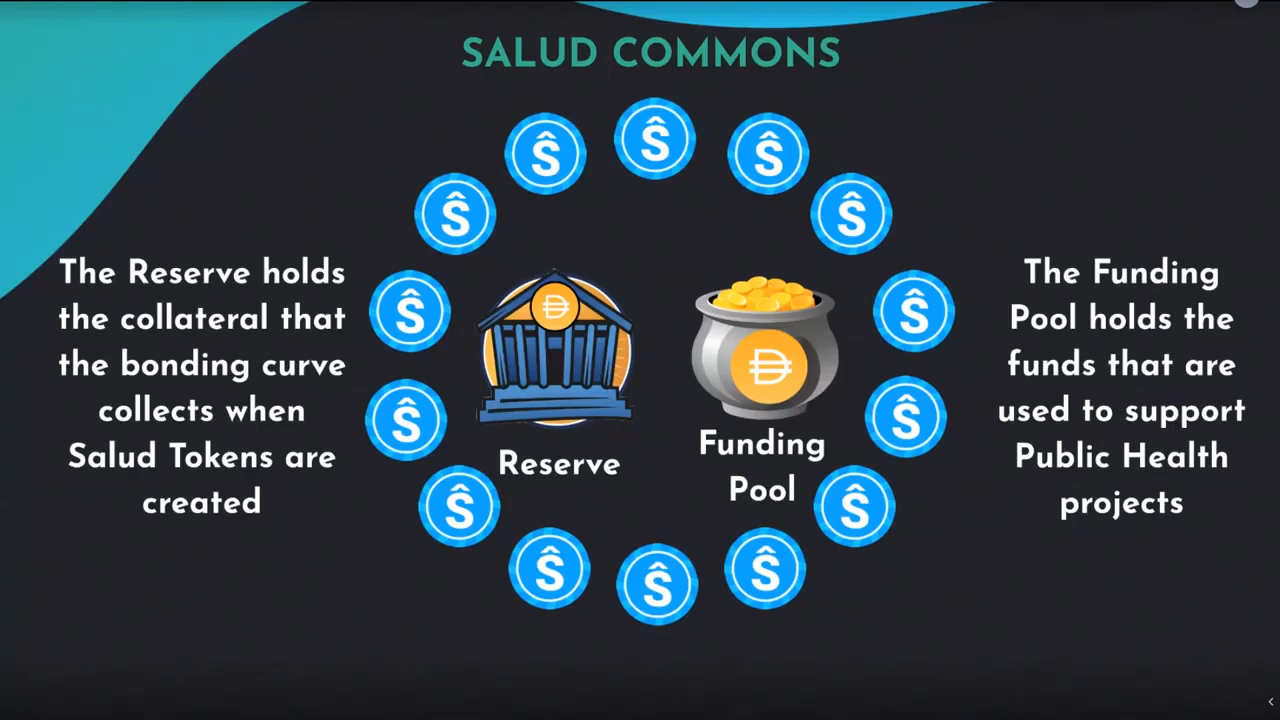 SALUD COMMONS
Ŝ
Ŝ
Ŝ
Ŝ
Ŝ
The Reserve holds
the collateral that
the bonding curve
collects when
Salud Tokens are
created
Ŝ
Ŝ
Ŝ
Reserve
Funding
Pool
Ŝ
Ŝ
The Funding
Pool holds the
funds that are
used to support
Public Health
projects
Ŝ
Ŝ
Ŝ
Ŝ